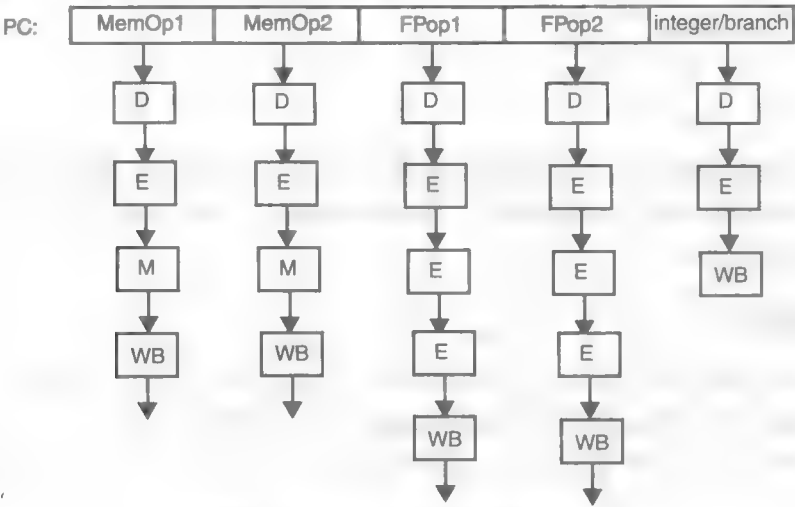 PC: MemOp1 MemOp2 FPop1 FPop2 integer/branch
D D D D D
E E E E E
M M E E WB
WB WB E E
WB WB